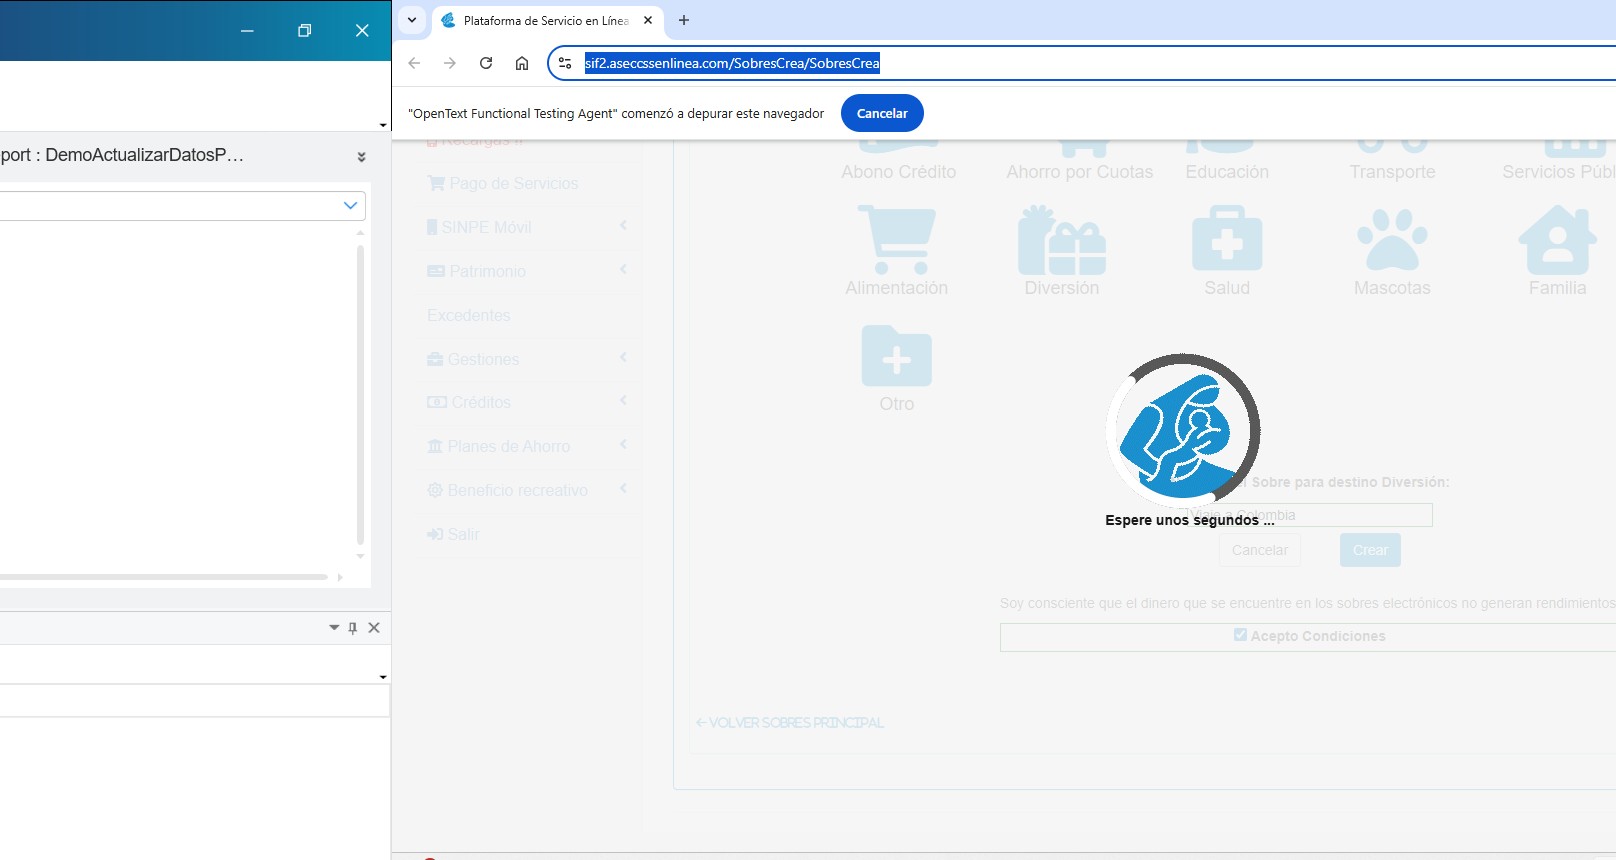 Plataforma de Servicio en Línea
sif2.aseccssenlinea.com/SobresCrea/SobresCrea
"OpenText Functional Testing Agent" comenzó a depurar este navegador
Cancelar
port : DemoActualizarDatosP...
Recargas !!
Pago de Servicios
SINPE Móvil
Patrimonio
Excedentes
Gestiones
Créditos
Planes de Ahorro
Beneficio recreativo
Salir
Abono Crédito
Ahorro por Cuotas
Educación
Transporte
Servicios Públ
Alimentación
Diversión
Salud
Mascotas
Familia
Otro
Sobre para destino Diversión:
Viaje a Colombia
Espere unos segundos ...
Cancelar
Crear
Soy consciente que el dinero que se encuentre en los sobres electrónicos no generan rendimientos
Acepto Condiciones
VOLVER SOBRES PRINCIPAL